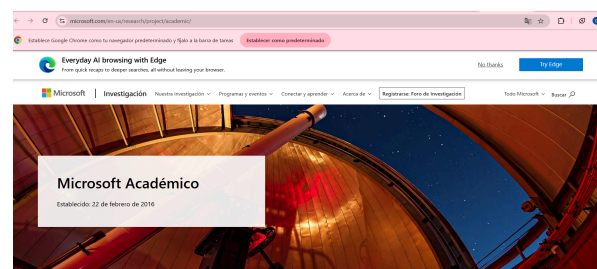 microsoft.com/en-us/research/project/academic/
Establece Google Chrome como tu navegador predeterminado y fíjalo a la barra de tareas Establecer como predeterminado
Everyday AI browsing with Edge
From quick recaps to deeper searches, all without leaving your browser.
No thanks Try Edge
Microsoft Investigación Nuestra investigación Programas y eventos Conectar y aprender Acerca de Registrarse: Foro de Investigación Todo Microsoft Buscar
Microsoft Académico
Establecido: 22 de febrero de 2016